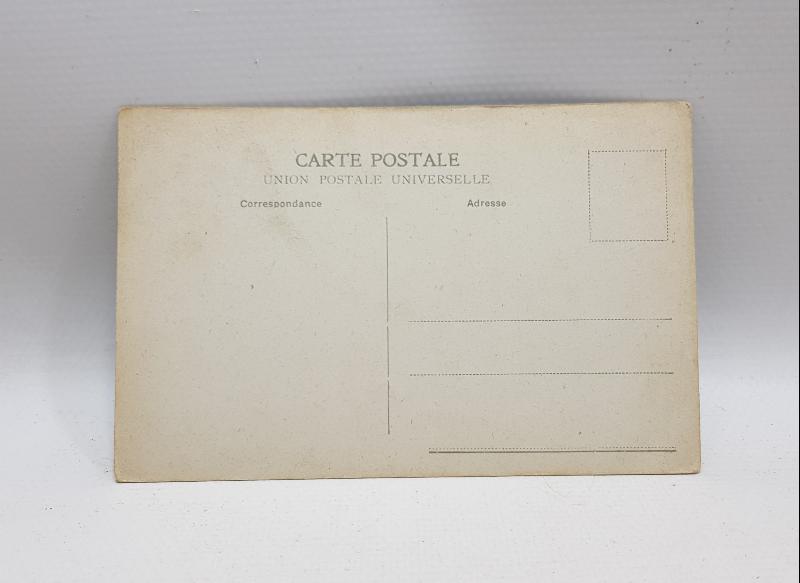 CARTE POSTALE
UNION POSTALE UNIVERSELLE
Correspondance
Adresse